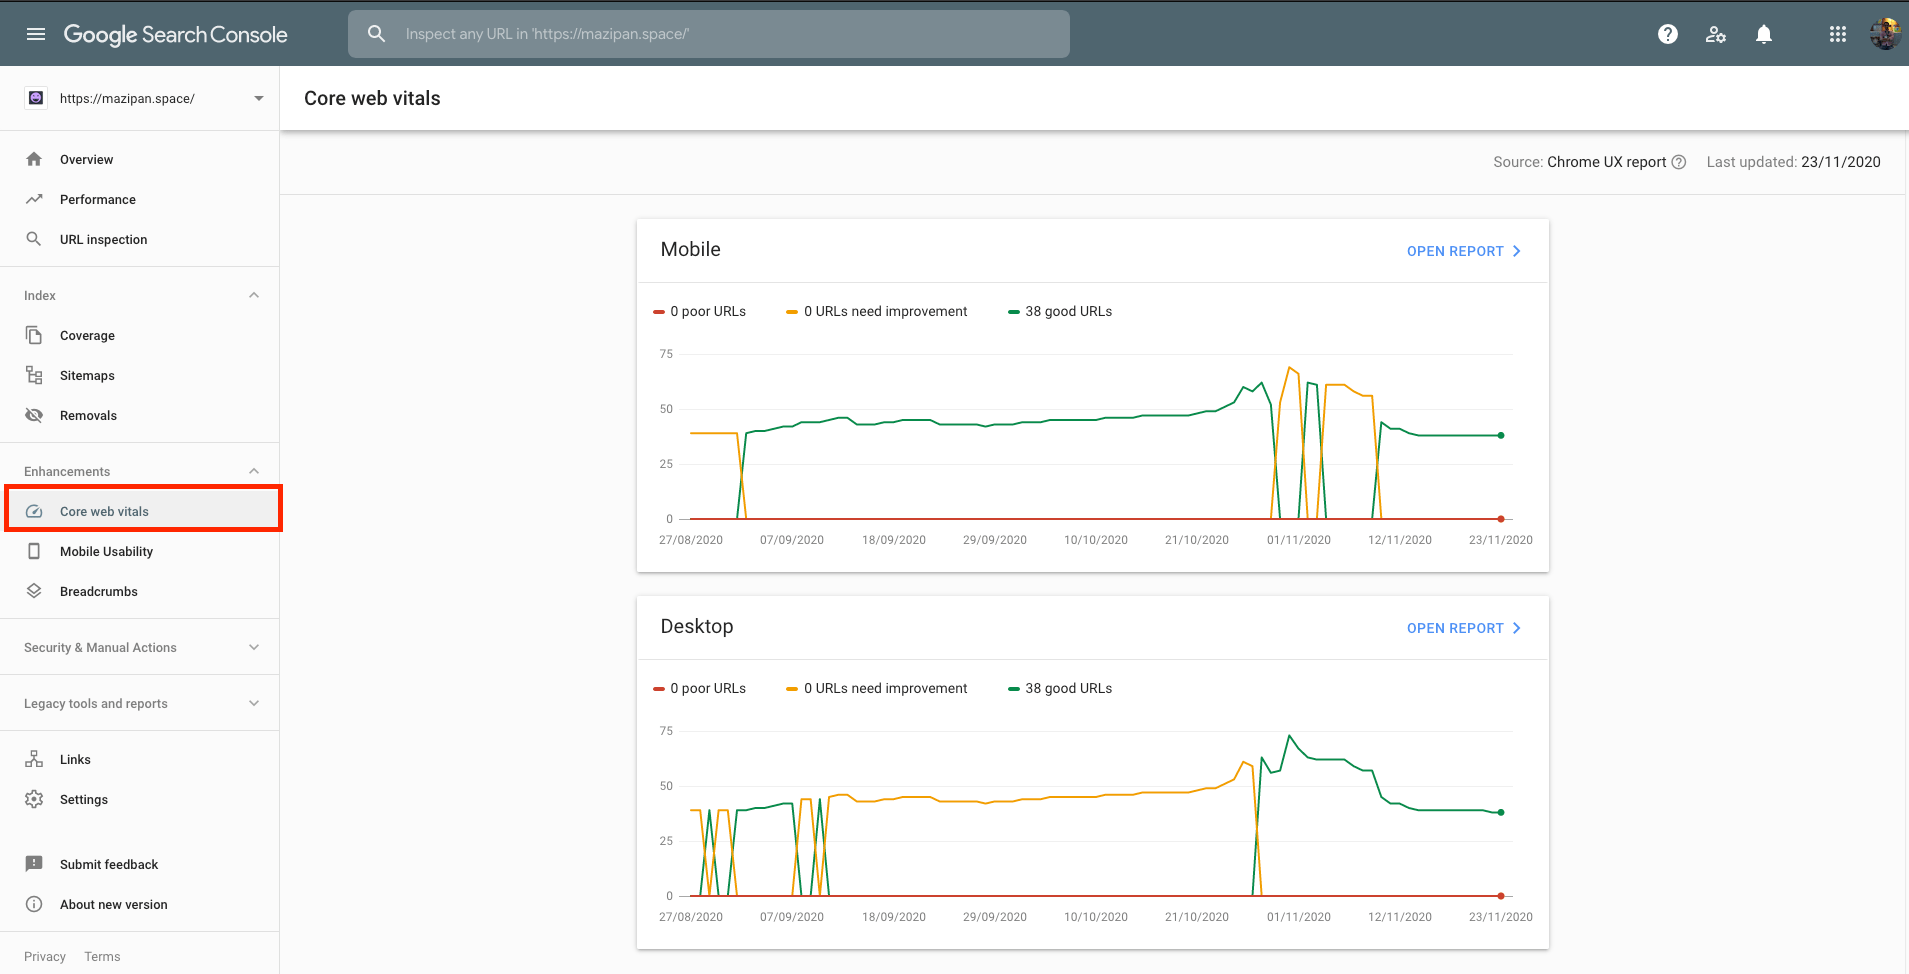 Google Search Console
Inspect any URL in 'https://mazipan.space/'
https://mazipan.space/
Core web vitals
Overview
Performance
URL inspection
Index
Coverage
Sitemaps
Removals
Enhancements
Core web vitals
Mobile Usability
Breadcrumbs
Security & Manual Actions
Legacy tools and reports
Links
Settings
Submit feedback
About new version
Privacy Terms
Source: Chrome UX report Last updated: 23/11/2020
Mobile
OPEN REPORT
0 poor URLs 0 URLs need improvement 38 good URLs
75
50
25
0
27/08/2020 07/09/2020 18/09/2020 29/09/2020 10/10/2020 21/10/2020 01/11/2020 12/11/2020 23/11/2020
Desktop
OPEN REPORT
0 poor URLs 0 URLs need improvement 38 good URLs
75
50
25
0
27/08/2020 07/09/2020 18/09/2020 29/09/2020 10/10/2020 21/10/2020 01/11/2020 12/11/2020 23/11/2020